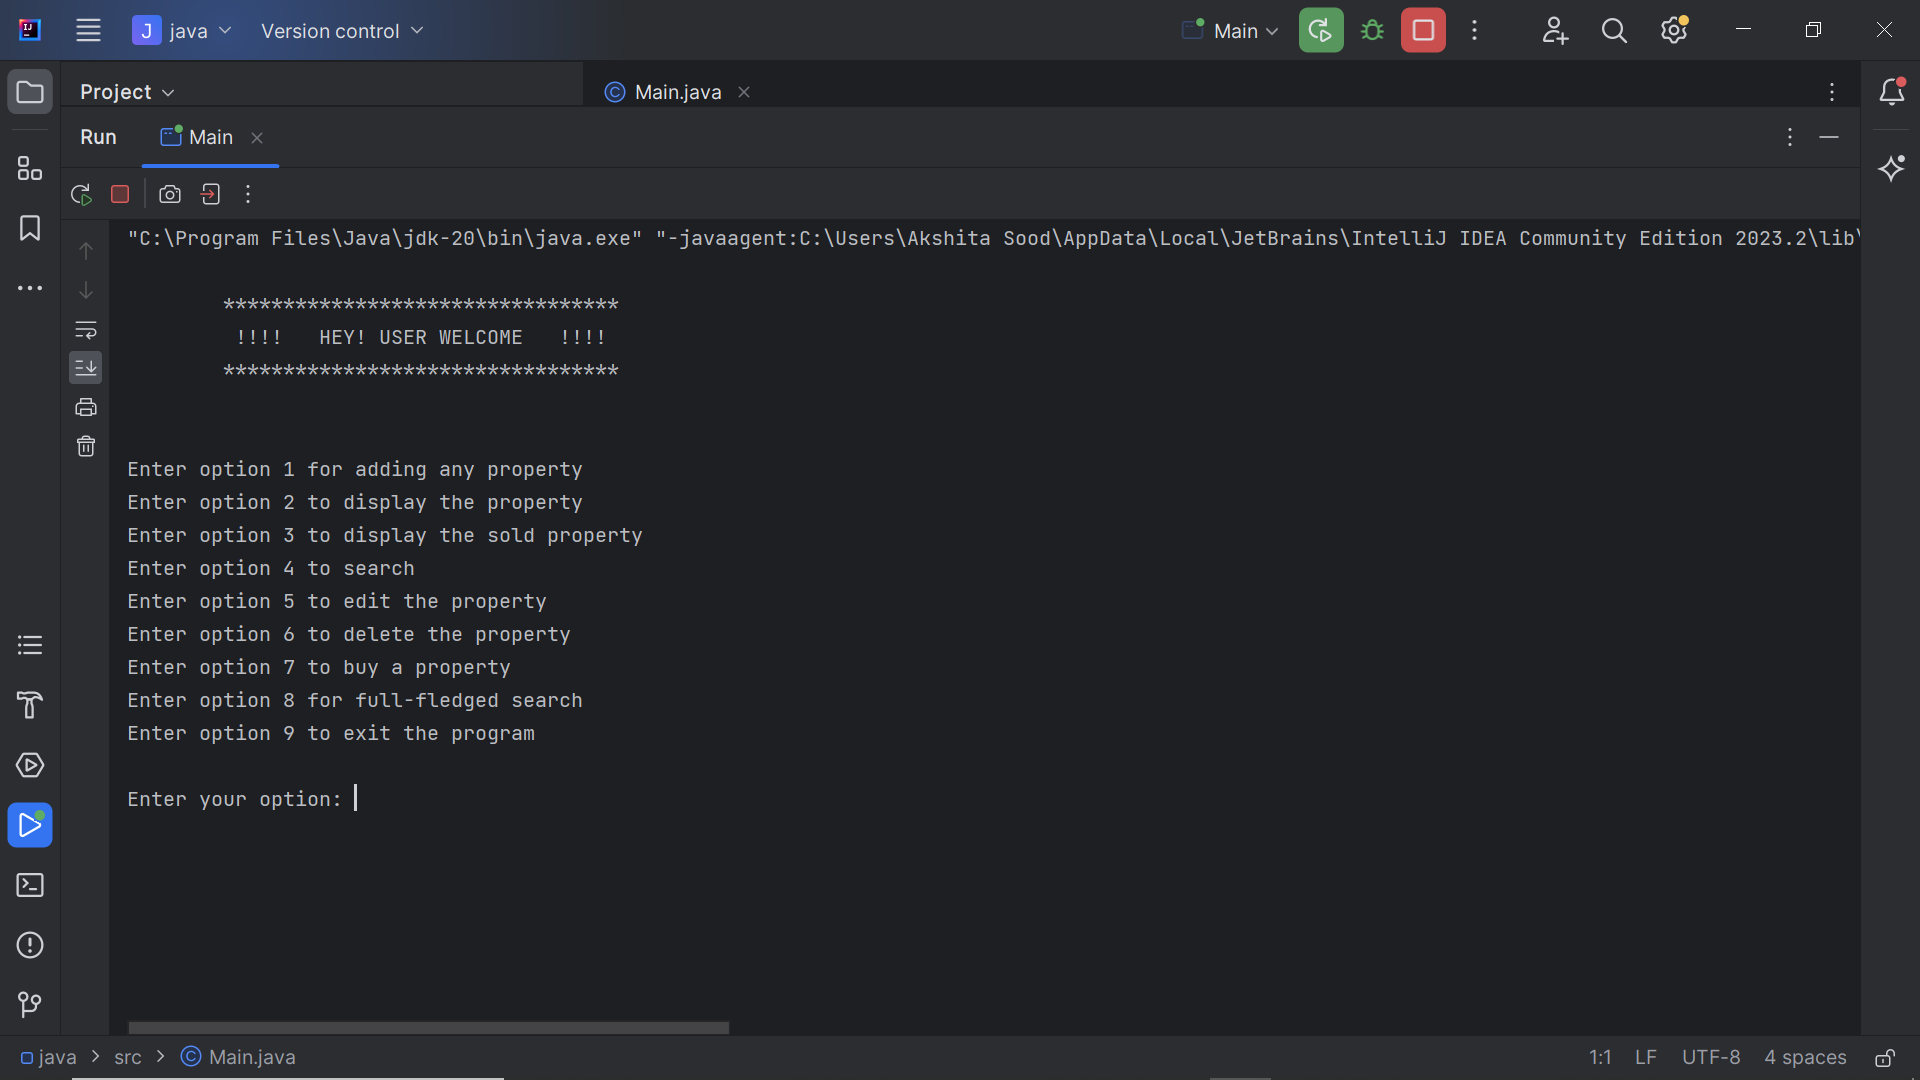 J java Version control Main
Project Main.java
Run Main
"C:\Program Files\Java\jdk-20\bin\java.exe" "-javaagent:C:\Users\Akshita Sood\AppData\Local\JetBrains\IntelliJ IDEA Community Edition 2023.2\lib\
*********************************
!!!! HEY! USER WELCOME !!!!
*********************************
Enter option 1 for adding any property
Enter option 2 to display the property
Enter option 3 to display the sold property
Enter option 4 to search
Enter option 5 to edit the property
Enter option 6 to delete the property
Enter option 7 to buy a property
Enter option 8 for full-fledged search
Enter option 9 to exit the program
Enter your option:
java > src > Main.java 1:1 LF UTF-8 4 spaces